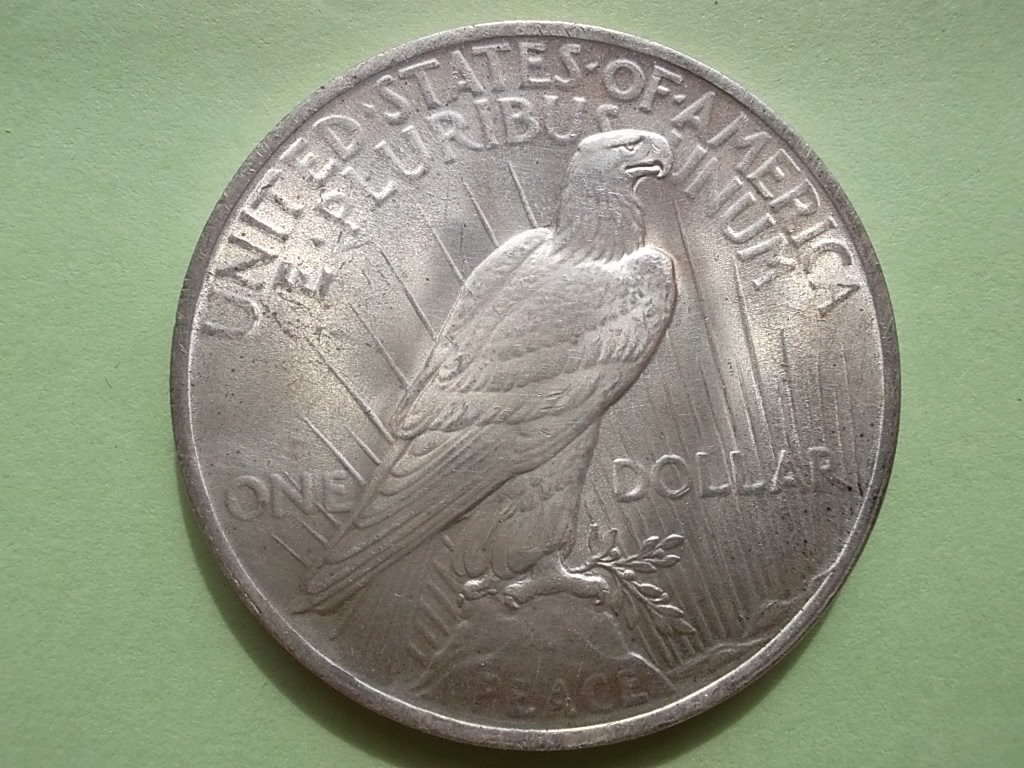 UNITED·STATES·OF·AMERICA
E·PLURIBUS UNUM
ONE DOLLAR
PEACE